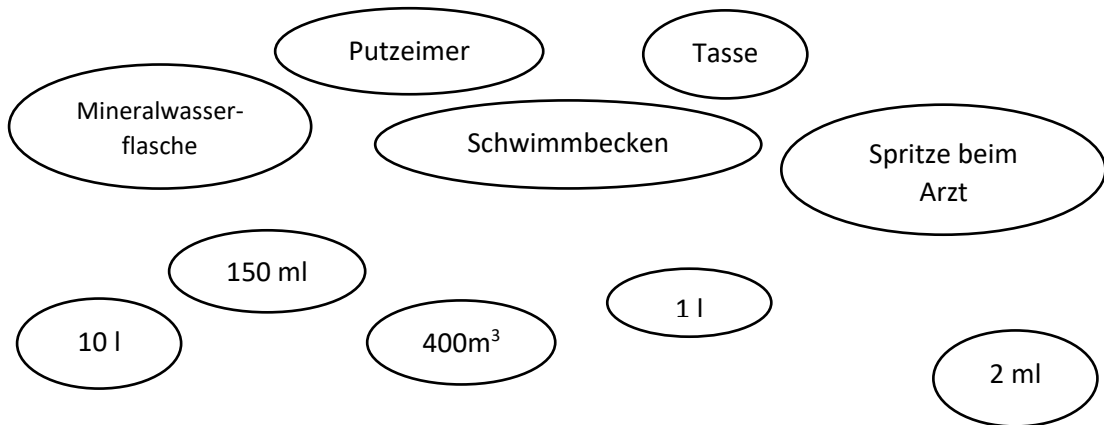 Putzeimer
Tasse
Mineralwasser-
flasche
Schwimmbecken
Spritze beim
Arzt
150 ml
1 l
10 l
400m³
2 ml